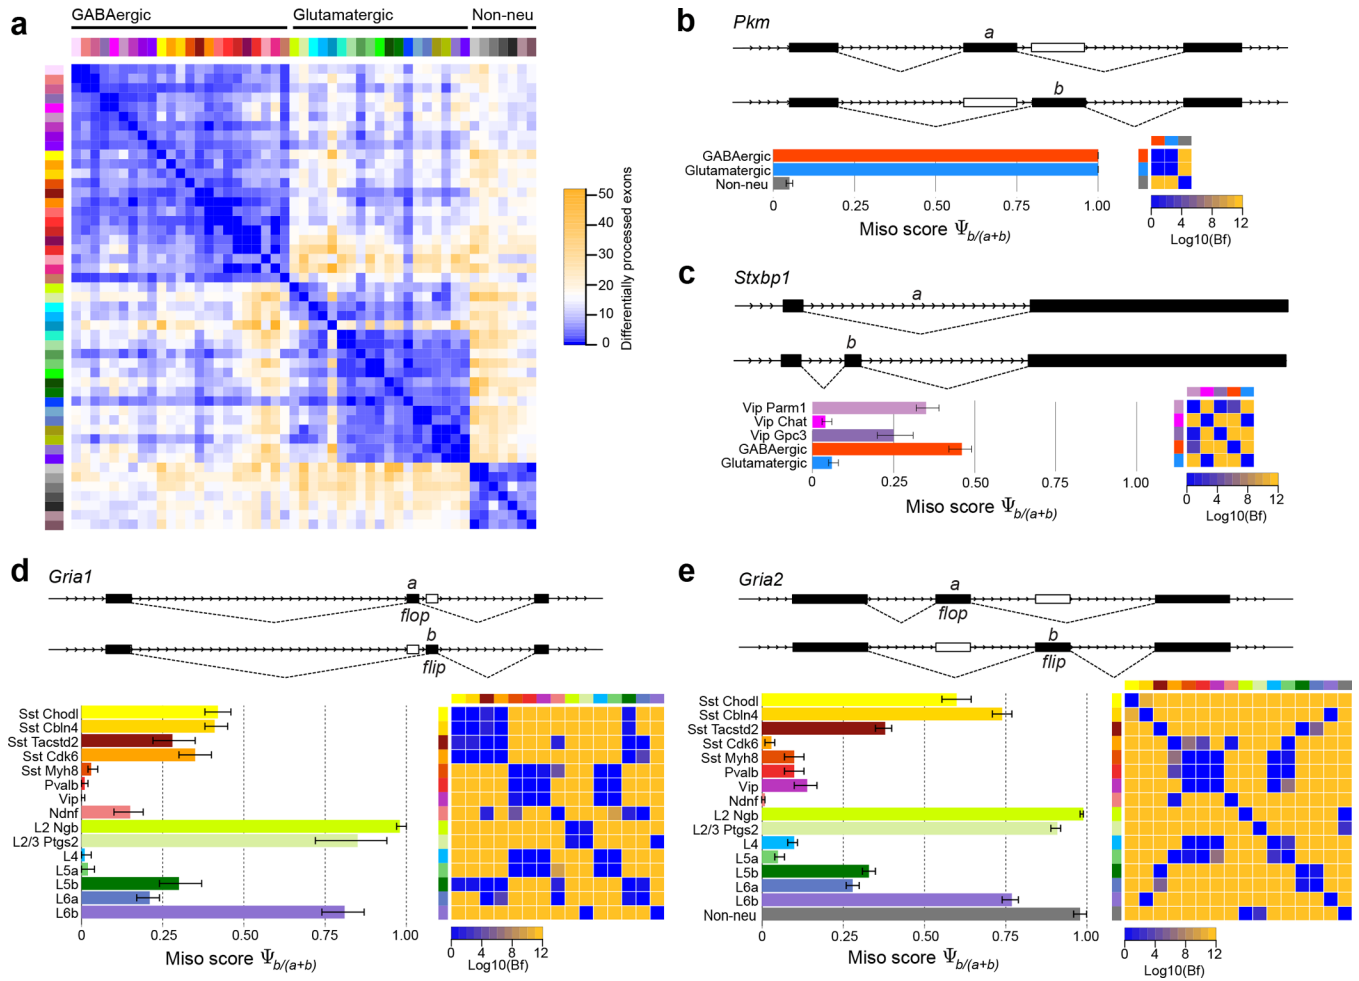 a
GABAergic Glutamatergic Non-neu
50
40
30
20
10
0
Differentially processed exons
b
Pkm
a
b
GABAergic
Glutamatergic
Non-neu
0 0.25 0.50 0.75 1.00
Miso score Ψb/(a+b)
0 4 8 12
Log10(Bf)
c
Stxbp1
a
b
Vip Parm1
Vip Chat
Vip Gpc3
GABAergic
Glutamatergic
0 0.25 0.50 0.75 1.00
Miso score Ψb/(a+b)
0 4 8 12
Log10(Bf)
d
Gria1
a
flop
b
flip
Sst Chodl
Sst Cbln4
Sst Tacstd2
Sst Cdk6
Sst Myh8
Pvalb
Vip
Ndnf
L2 Ngb
L2/3 Ptgs2
L4
L5a
L5b
L6a
L6b
0 0.25 0.50 0.75 1.00
Miso score Ψb/(a+b)
0 4 8 12
Log10(Bf)
e
Gria2
a
flop
b
flip
Sst Chodl
Sst Cbln4
Sst Tacstd2
Sst Cdk6
Sst Myh8
Pvalb
Vip
Ndnf
L2 Ngb
L2/3 Ptgs2
L4
L5a
L5b
L6a
L6b
Non-neu
0 0.25 0.50 0.75 1.00
Miso score Ψb/(a+b)
0 4 8 12
Log10(Bf)